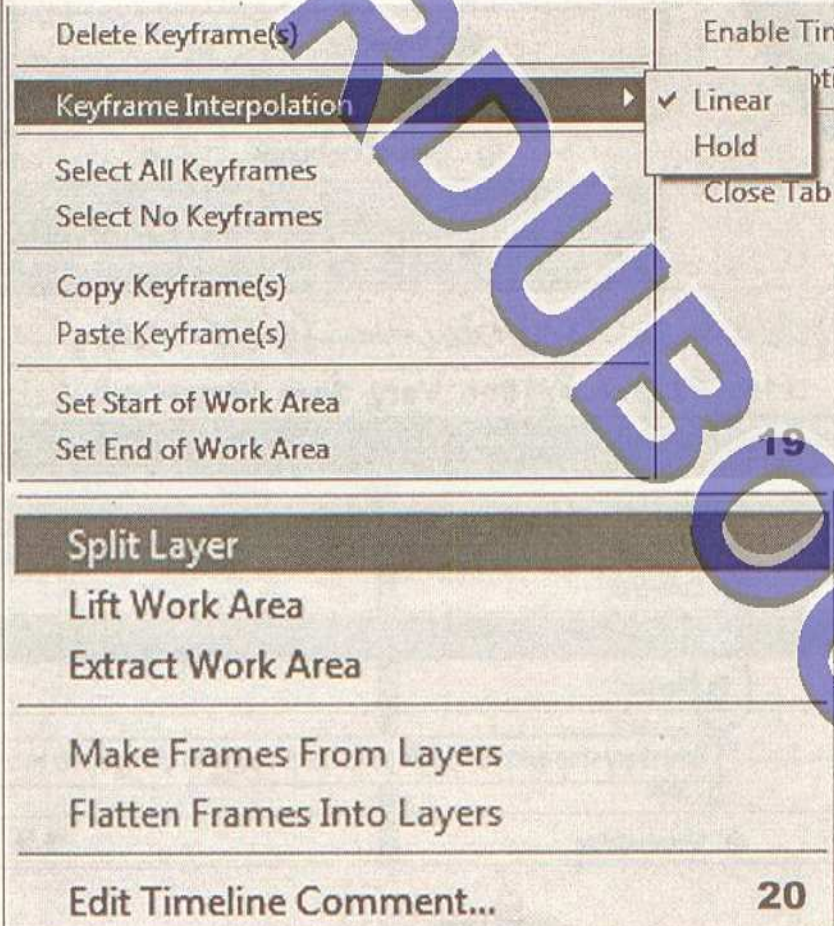 Delete Keyframe(s)
Enable Tim
Keyframe Interpolation
Linear
Hold
Select All Keyframes
Close Tab
Select No Keyframes
Copy Keyframe(s)
Paste Keyframe(s)
Set Start of Work Area
Set End of Work Area
19
Split Layer
Lift Work Area
Extract Work Area
Make Frames From Layers
Flatten Frames Into Layers
Edit Timeline Comment...
20
RDUBO